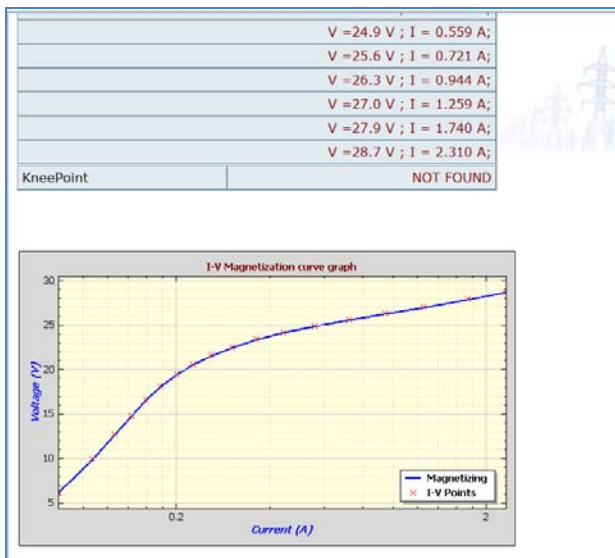 V =24.9 V ; I = 0.559 A;
V =25.6 V ; I = 0.721 A;
V =26.3 V ; I = 0.944 A;
V =27.0 V ; I = 1.259 A;
V =27.9 V ; I = 1.740 A;
V =28.7 V ; I = 2.310 A;
KneePoint NOT FOUND
I-V Magnetization curve graph
30
25
20
15
10
5
Voltage (V)
0.2 2
Current (A)
Magnetizing
I-V Points